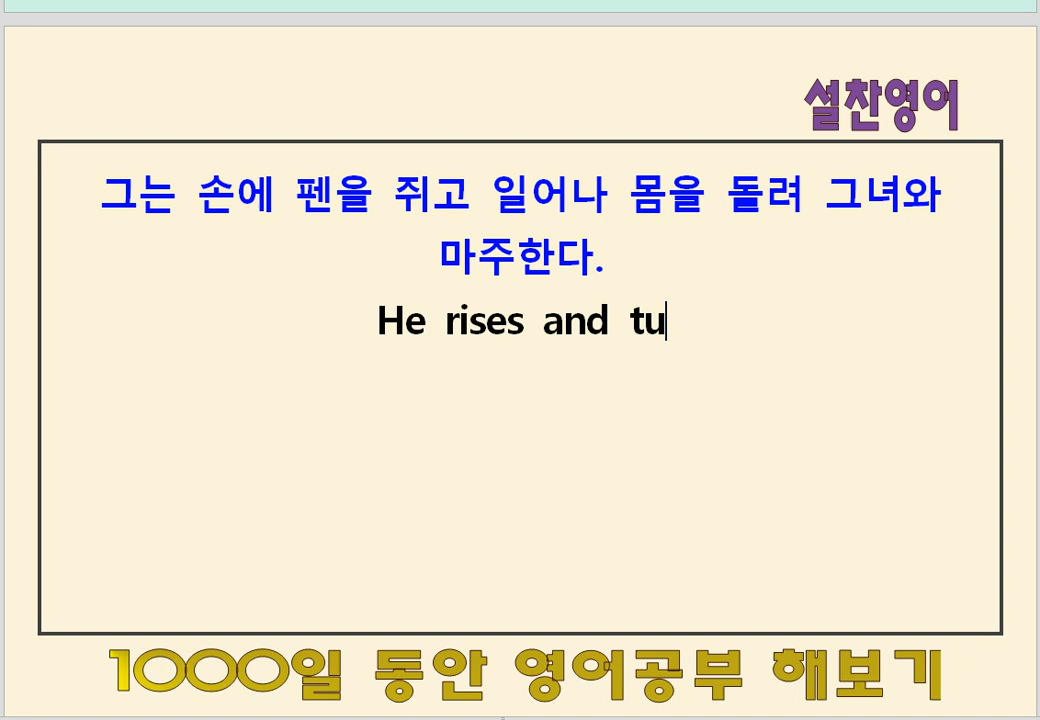 설찬영어
그는 손에 펜을 쥐고 일어나 몸을 돌려 그녀와
마주한다.
He rises and tu
1000일 동안 영어공부 해보기